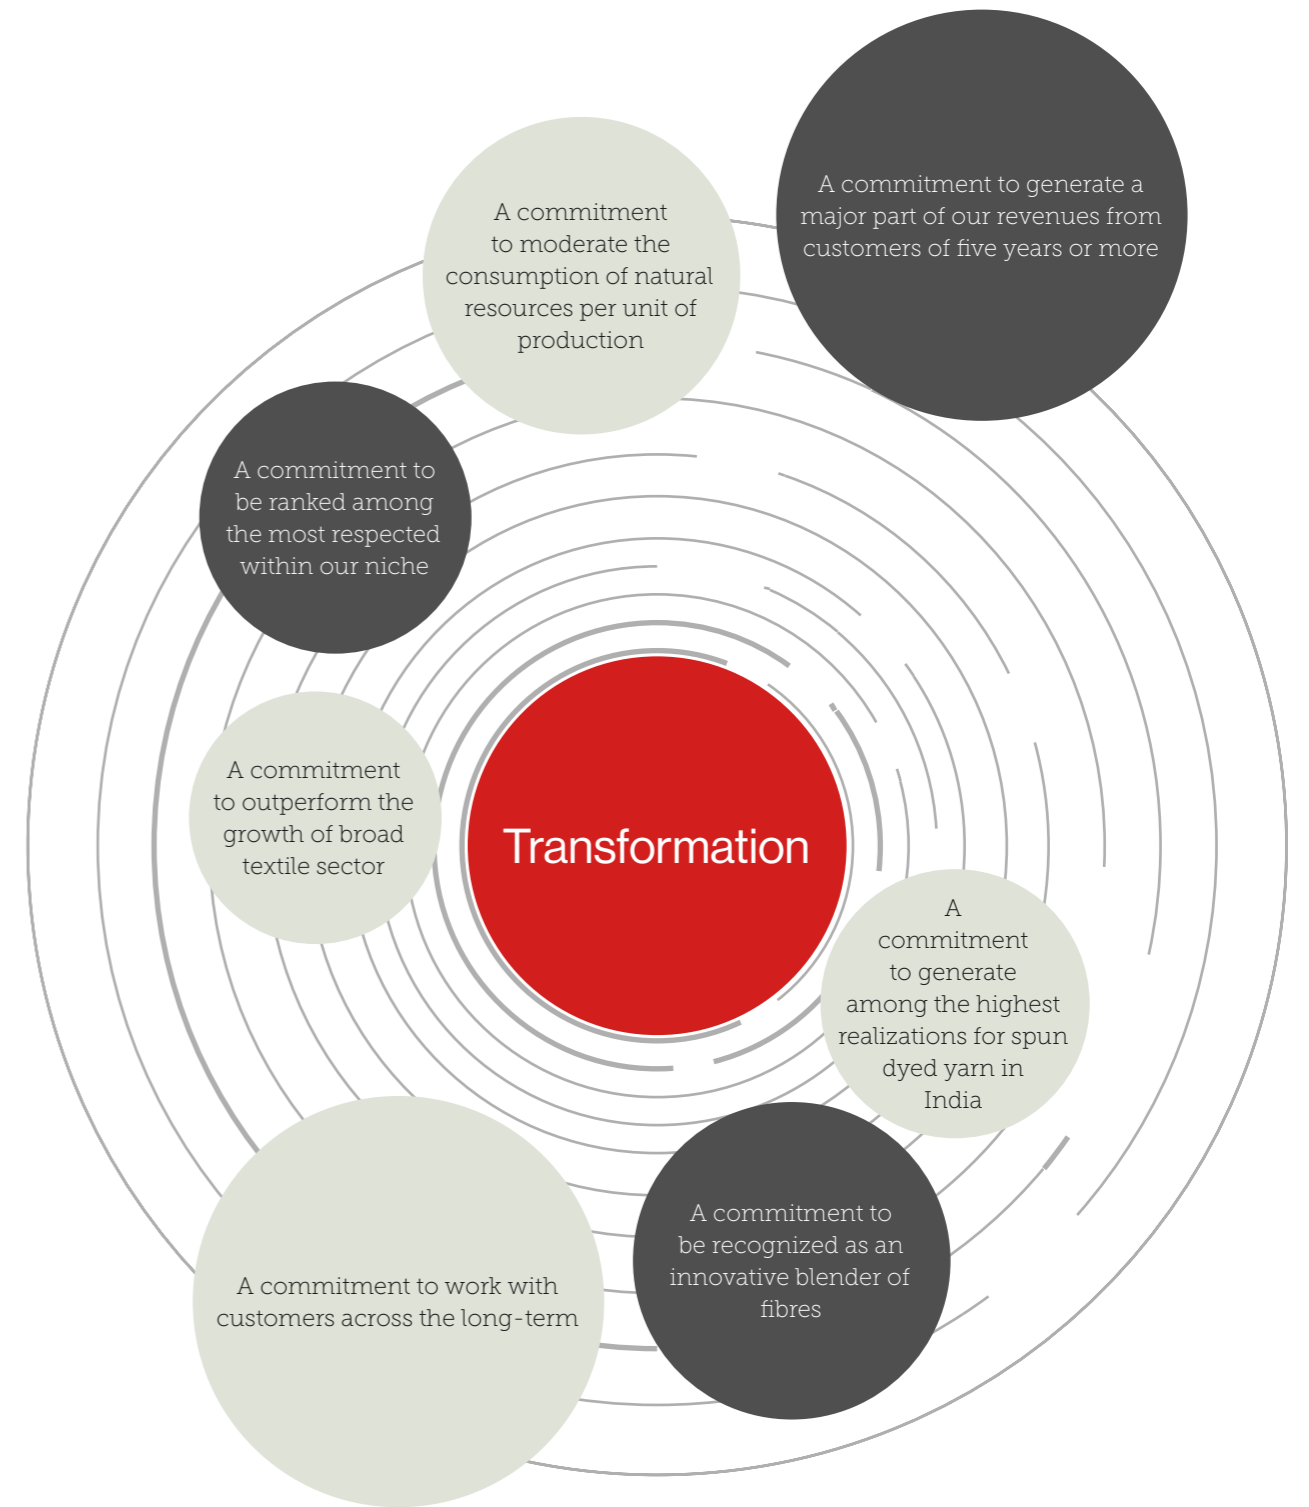 A commitment to generate a
major part of our revenues from
customers of five years or more
A commitment
to moderate the
consumption of natural
resources per unit of
production
A commitment to
be ranked among
the most respected
within our niche
A commitment
to outperform the
growth of broad
textile sector
Transformation
A
commitment
to generate
among the highest
realizations for spun
dyed yarn in
India
A commitment to
be recognized as an
innovative blender of
fibres
A commitment to work with
customers across the long-term